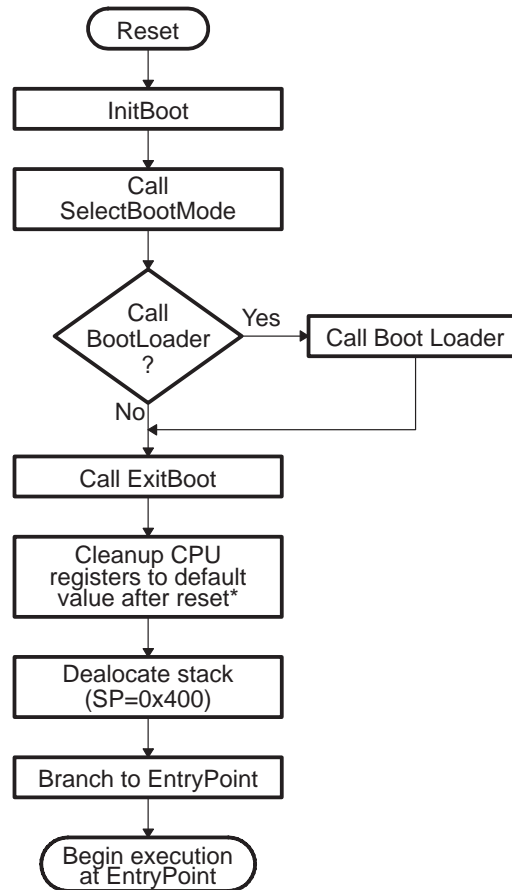 Reset
InitBoot
Call
SelectBootMode
Call
BootLoader
?
Yes
Call Boot Loader
No
Call ExitBoot
Cleanup CPU
registers to default
value after reset*
Dealocate stack
(SP=0x400)
Branch to EntryPoint
Begin execution
at EntryPoint